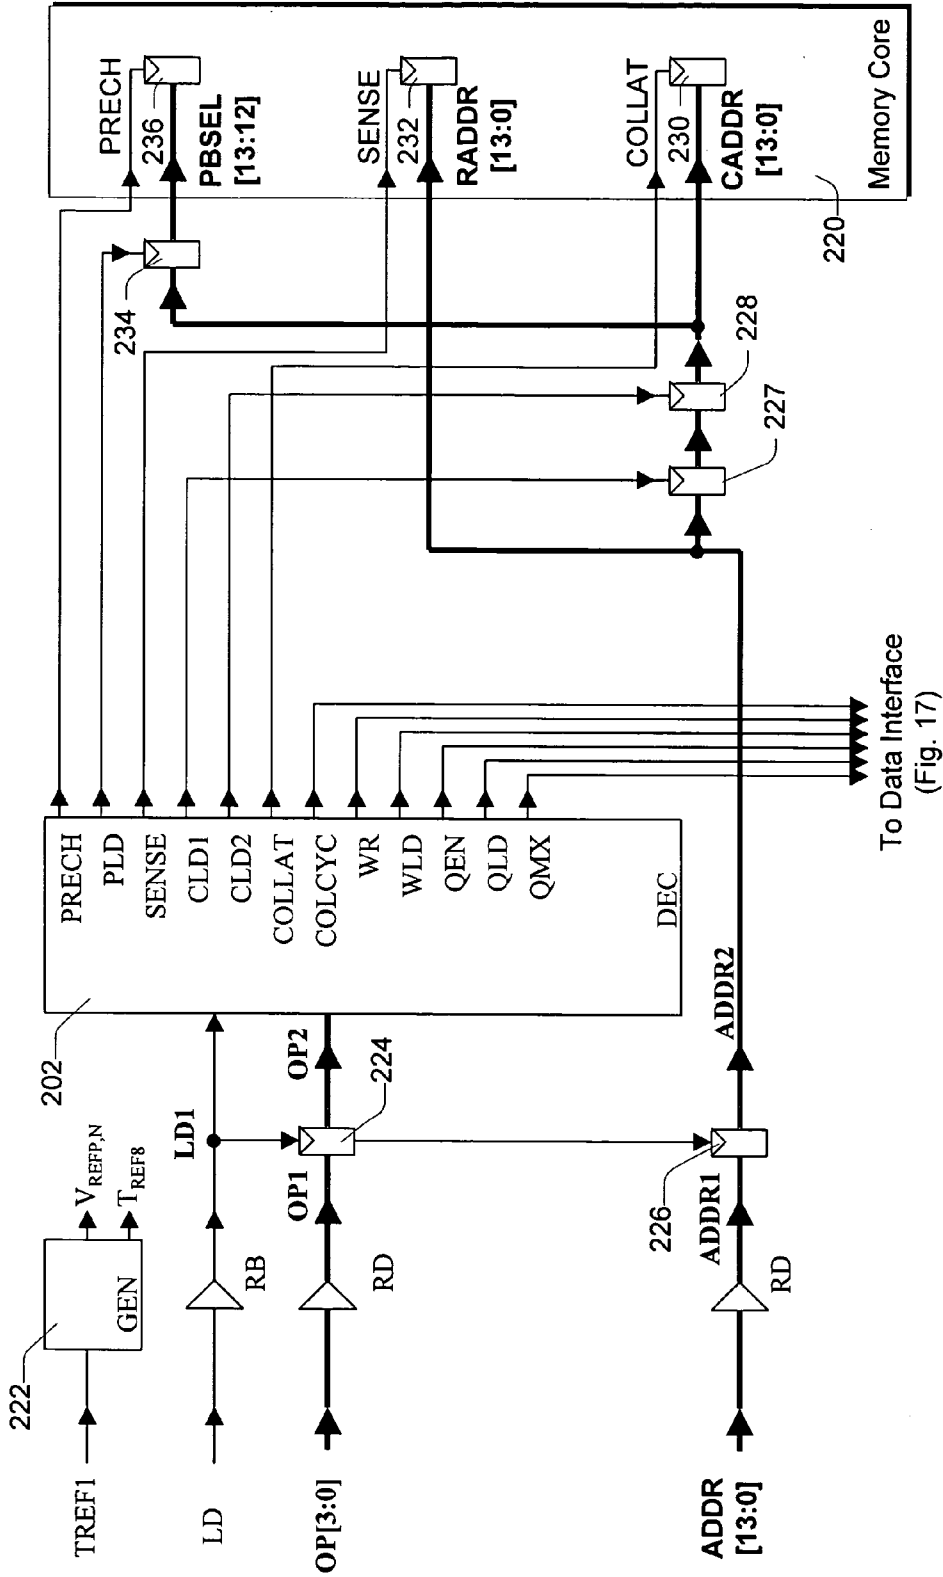 TREF1
222
GEN
V_REFP,N
T_REF8
LD
RB
LD1
OP[3:0]
RD
OP1
OP2
224
ADDR
[13:0]
RD
ADDR1
226
ADDR2
202
PRECH
PLD
SENSE
CLD1
CLD2
COLLAT
COLCYC
WR
WLD
QEN
QLD
QMX
DEC
To Data Interface
(Fig. 17)
227
228
234
PRECH
236
PBSEL
[13:12]
SENSE
232
RADDR
[13:0]
COLLAT
230
CADDR
[13:0]
220
Memory Core